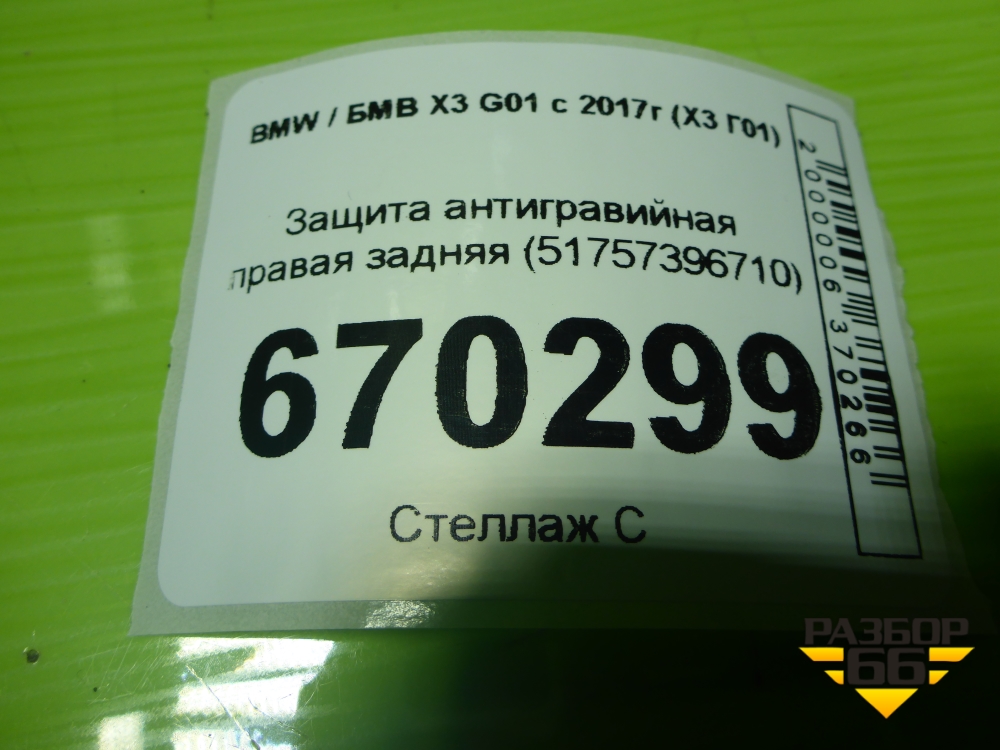 BMW / БМВ X3 G01 с 2017г (X3 Г01)
Защита антигравийная
правая задняя (51757396710)
670299
Стеллаж С
2000006370266
РАЗБОР
66